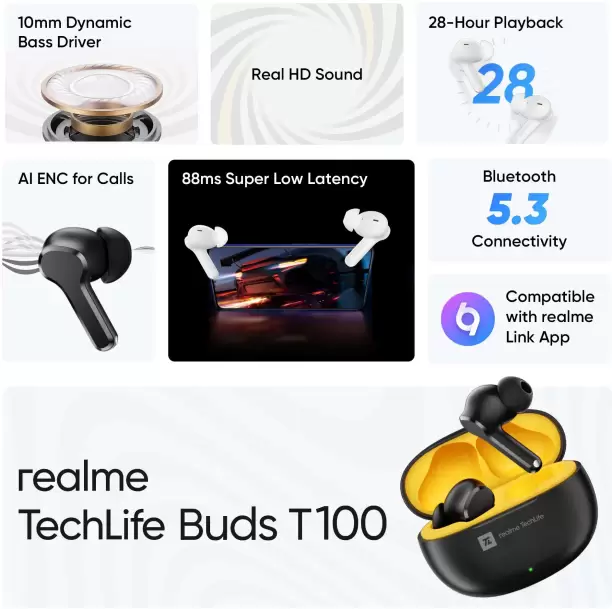 10mm Dynamic
Bass Driver
Real HD Sound
28-Hour Playback
28
AI ENC for Calls
88ms Super Low Latency
Bluetooth
5.3
Connectivity
Compatible
with realme
Link App
realme
TechLife Buds T100
realme TechLife